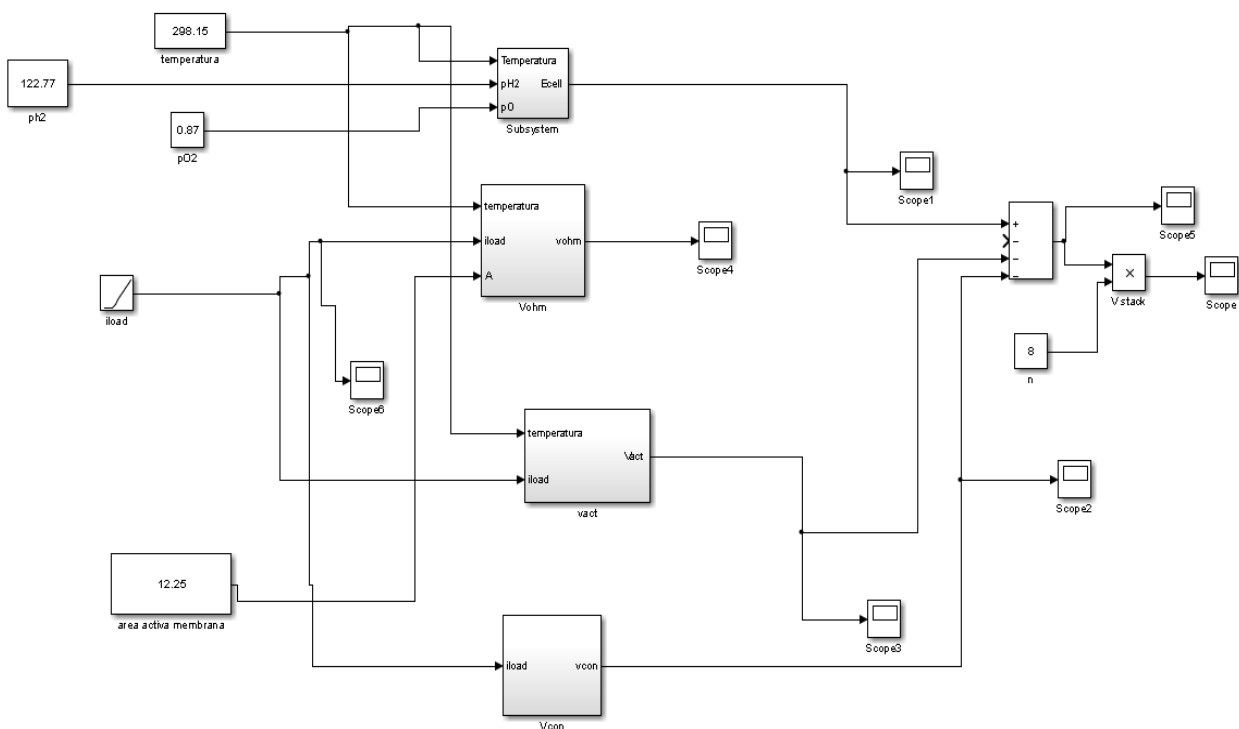 298.15
temperatura
122.77
ph2
0.87
pO2
Temperatura
pH2
pO
Ecell
Subsystem
Scope1
temperatura
iload
A
vohm
Vohm
Scope4
iload
Scope6
+
−
−
−
Scope5
×
V stack
Scope
8
n
temperatura
iload
Vact
vact
Scope2
12.25
area activa membrana
Scope3
iload
vcon
Vcon